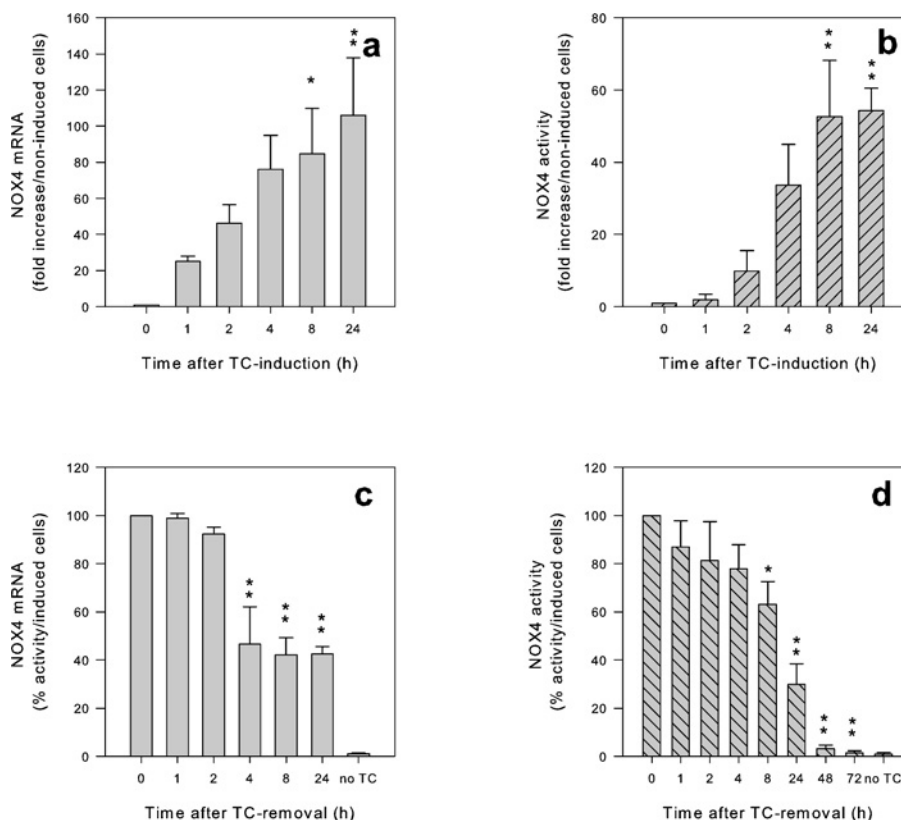 a
NOX4 mRNA
(fold increase/non-induced cells)
160
140
120
100
80
60
40
20
0
*
**
0 1 2 4 8 24
Time after TC-induction (h)
b
NOX4 activity
(fold increase/non-induced cells)
80
60
40
20
0
**
**
0 1 2 4 8 24
Time after TC-induction (h)
c
NOX4 mRNA
(% activity/induced cells)
120
100
80
60
40
20
0
**
**
**
0 1 2 4 8 24 no TC
Time after TC-removal (h)
d
NOX4 activity
(% activity/induced cells)
120
100
80
60
40
20
0
*
**
**
**
0 1 2 4 8 24 48 72 no TC
Time after TC-removal (h)